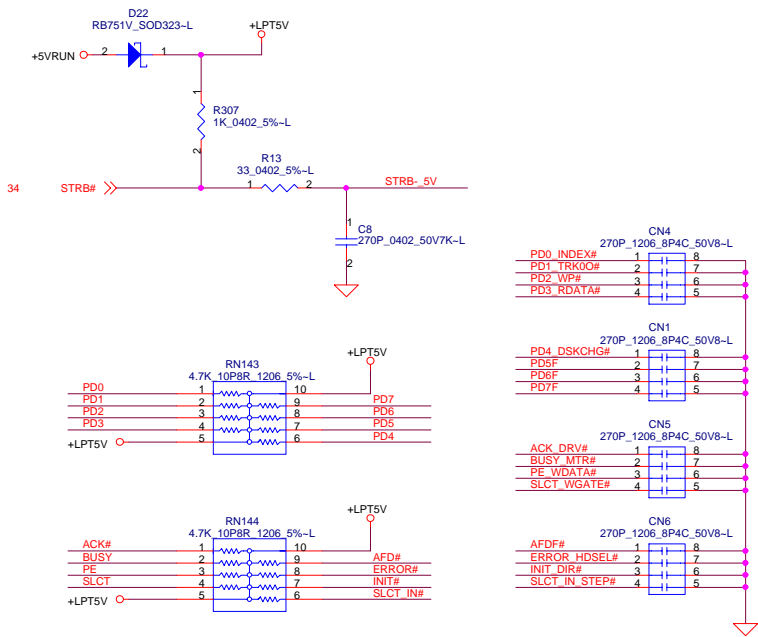 D22
RB751V_SOD323~L
+5VRUN 2 1 +LPT5V
1
R307
1K_0402_5%~L
2
34 STRB#
R13
33_0402_5%~L
1 2 STRB-_5V
1
C8
270P_0402_50V7K~L
2
CN4
270P_1206_8P4C_50V8~L
PD0_INDEX# 1 8
PD1_TRK0O# 2 7
PD2_WP# 3 6
PD3_RDATA# 4 5
CN1
270P_1206_8P4C_50V8~L
PD4_DSKCHG# 1 8
PD5F 2 7
PD6F 3 6
PD7F 4 5
CN5
270P_1206_8P4C_50V8~L
ACK_DRV# 1 8
BUSY_MTR# 2 7
PE_WDATA# 3 6
SLCT_WGATE# 4 5
CN6
270P_1206_8P4C_50V8~L
AFDF# 1 8
ERROR_HDSEL# 2 7
INIT_DIR# 3 6
SLCT_IN_STEP# 4 5
+LPT5V
RN143
4.7K_10P8R_1206_5%~L
PD0 1 10
PD1 2 9 PD7
PD2 3 8 PD6
PD3 4 7 PD5
+LPT5V 5 6 PD4
+LPT5V
RN144
4.7K_10P8R_1206_5%~L
ACK# 1 10
BUSY 2 9 AFD#
PE 3 8 ERROR#
SLCT 4 7 INIT#
+LPT5V 5 6 SLCT_IN#